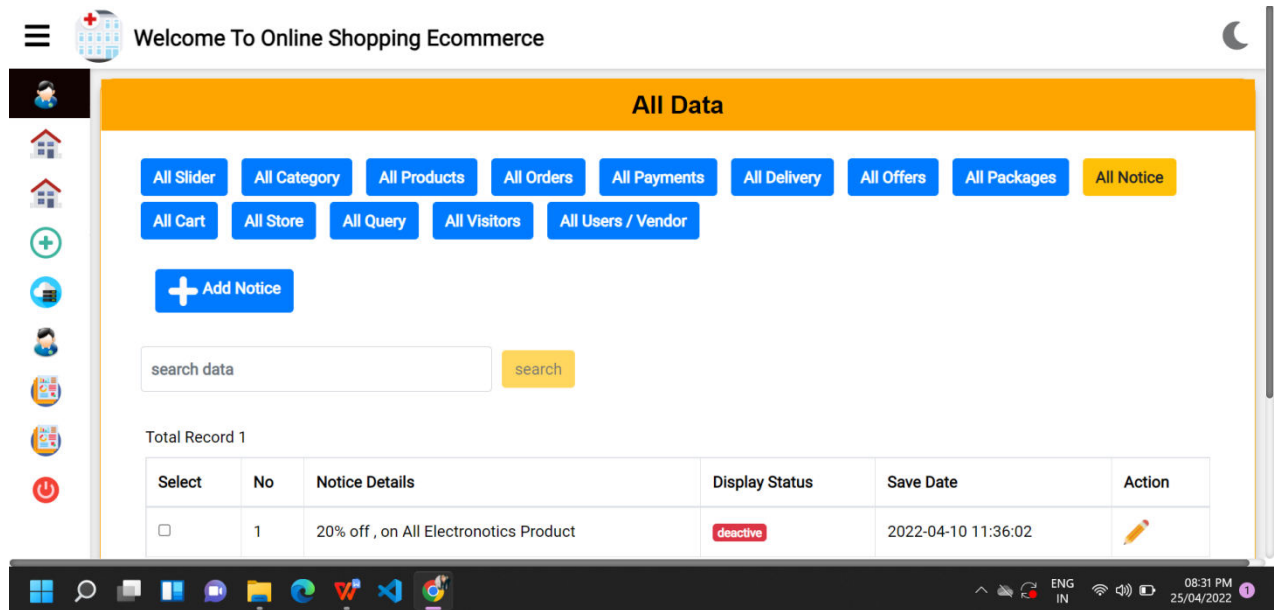 Welcome To Online Shopping Ecommerce
All Data
All Slider All Category All Products All Orders All Payments All Delivery All Offers All Packages All Notice
All Cart All Store All Query All Visitors All Users / Vendor
Add Notice
search data search
Total Record 1
Select No Notice Details Display Status Save Date Action
1 20% off , on All Electronotics Product deactive 2022-04-10 11:36:02
ENG 08:31 PM
IN 25/04/2022 1